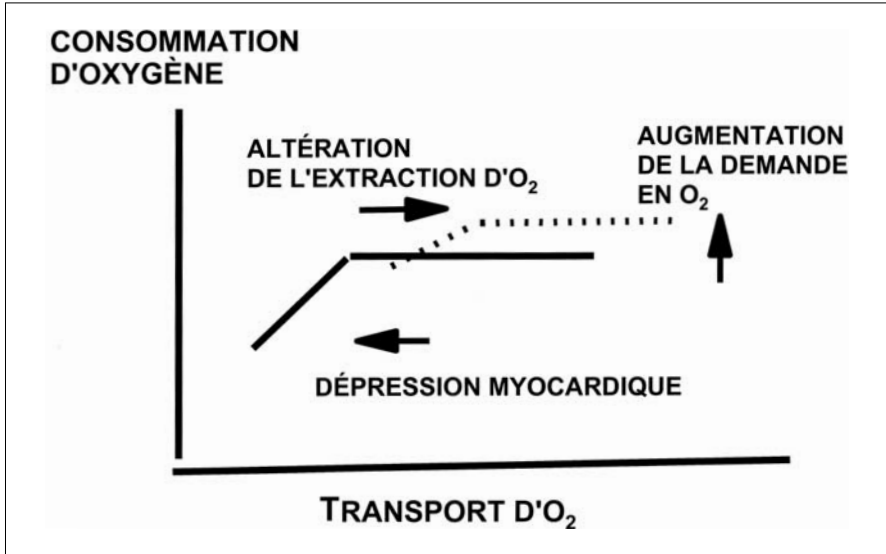 CONSOMMATION
D'OXYGÈNE
ALTÉRATION
DE L'EXTRACTION D'O₂
AUGMENTATION
DE LA DEMANDE
EN O₂
DÉPRESSION MYOCARDIQUE
TRANSPORT D'O₂